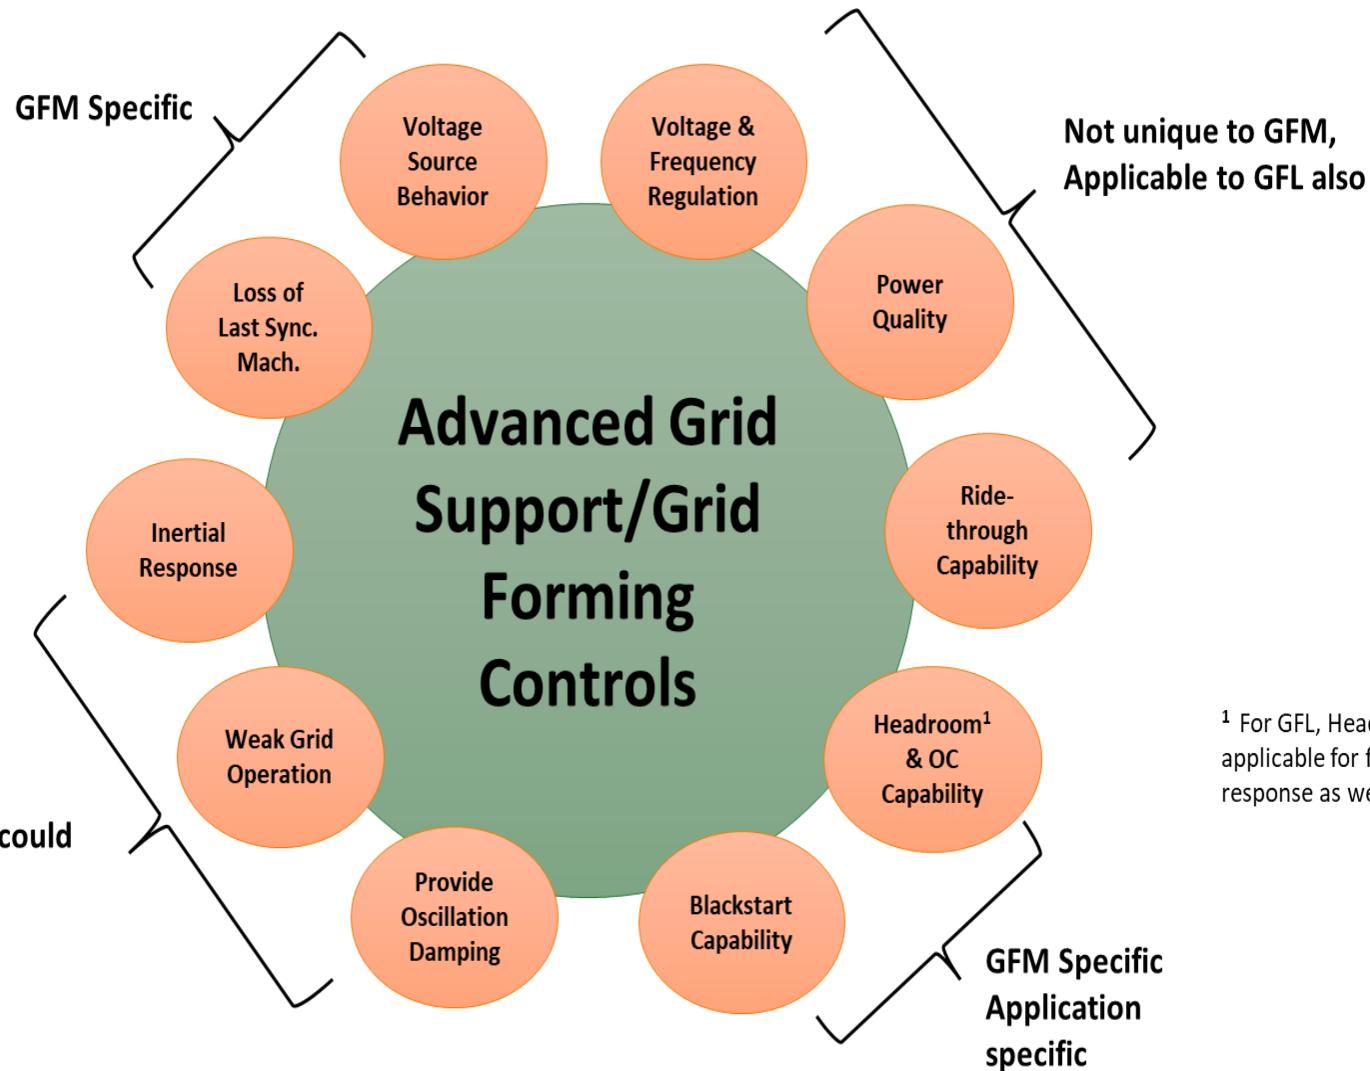 GFM Specific
Voltage
Source
Behavior
Voltage &
Frequency
Regulation
Not unique to GFM,
Applicable to GFL also
Loss of
Last Sync.
Mach.
Power
Quality
Advanced Grid
Support/Grid
Forming
Controls
Inertial
Response
Ride-
through
Capability
Weak Grid
Operation
Headroom¹
& OC
Capability
¹ For GFL,
applicable for
response as
could
Provide
Oscillation
Damping
Blackstart
Capability
GFM Specific
Application
specific